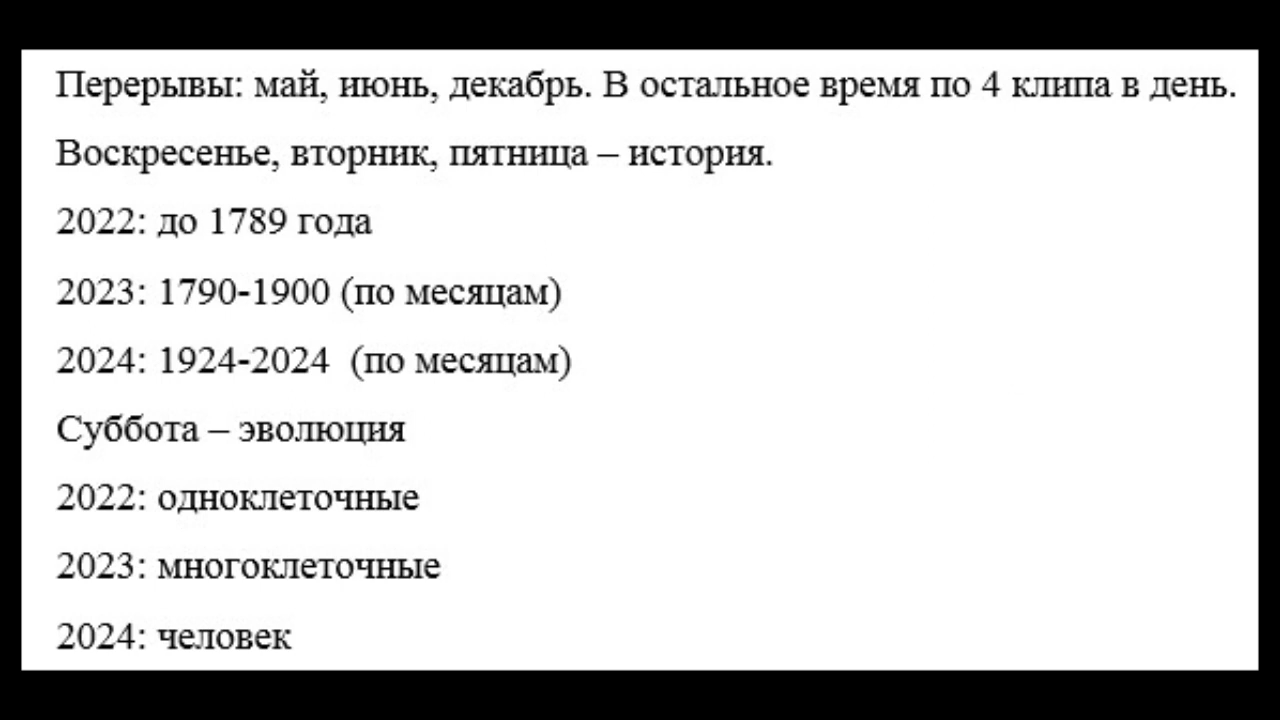 Перерывы: май, июнь, декабрь. В остальное время по 4 клипа в день.
Воскресенье, вторник, пятница – история.
2022: до 1789 года
2023: 1790-1900 (по месяцам)
2024: 1924-2024  (по месяцам)
Суббота – эволюция
2022: одноклеточные
2023: многоклеточные
2024: человек